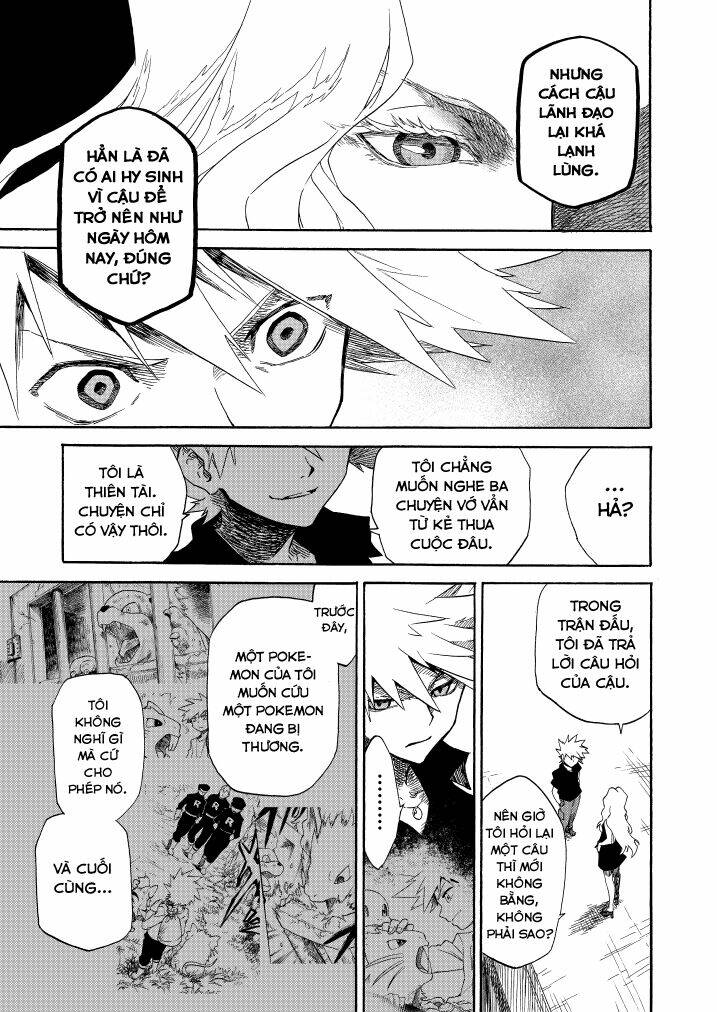 NHƯNG
CÁCH CẬU
LÃNH ĐẠO
LẠI KHÁ
LẠNH
LÙNG.
HẲN LÀ ĐÃ
CÓ AI HY SINH
VÌ CẬU ĐỂ
TRỞ NÊN NHƯ
NGÀY HÔM
NAY, ĐÚNG
CHỨ?
...
HẢ?
TÔI CHẲNG
MUỐN NGHE BA
CHUYỆN VỚ VẨN
TỪ KẺ THUA
CUỘC ĐÂU.
TÔI LÀ
THIÊN TÀI.
CHUYỆN CHỈ
CÓ VẬY THÔI.
TRONG
TRẬN ĐẤU,
TÔI ĐÃ TRẢ
LỜI CÂU HỎI
CỦA CẬU.
NÊN GIỜ
TÔI HỎI LẠI
MỘT CÂU
THÌ MỚI
CÔNG
BẰNG,
KHÔNG
PHẢI SAO?
.........
TRƯỚC
ĐÂY,
MỘT POKE-
MON CỦA TÔI
MUỐN CỨU
MỘT POKEMON
ĐANG BỊ
THƯƠNG.
TÔI
KHÔNG
NGHĨ GÌ
MÀ CỨ
CHO
PHÉP NÓ.
R R R
VÀ CUỐI
CÙNG...